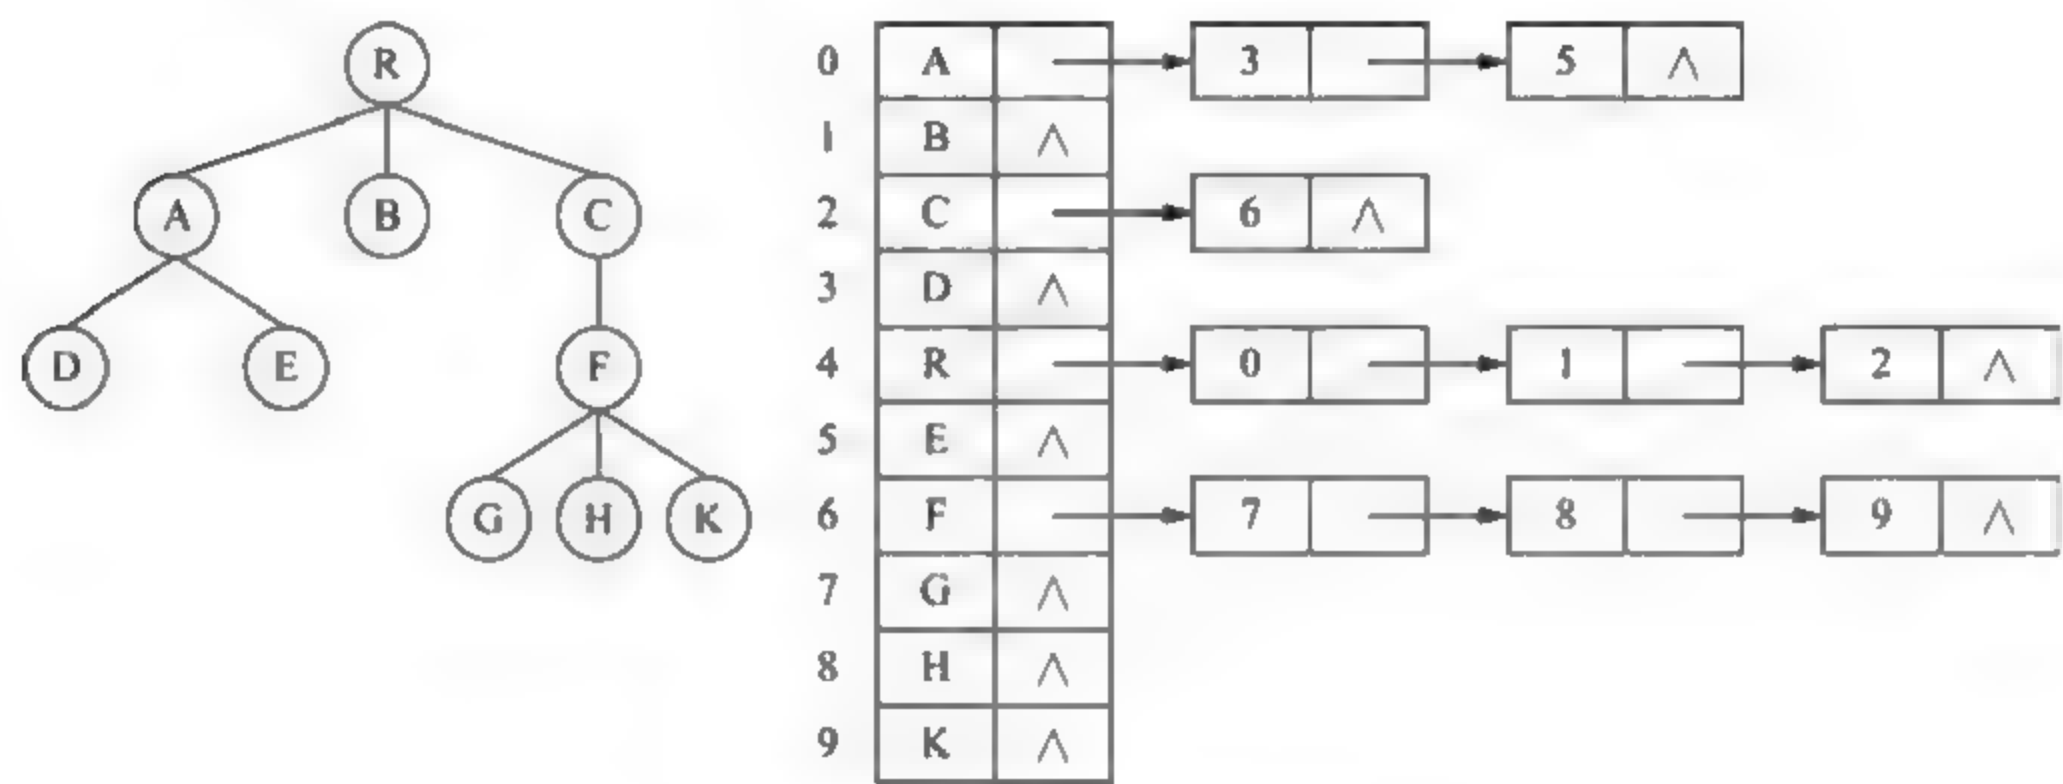 R
A B C
D E F
G H K
0 A 3 5 ∧
1 B ∧
2 C 6 ∧
3 D ∧
4 R 0 1 2 ∧
5 E ∧
6 F 7 8 9 ∧
7 G ∧
8 H ∧
9 K ∧